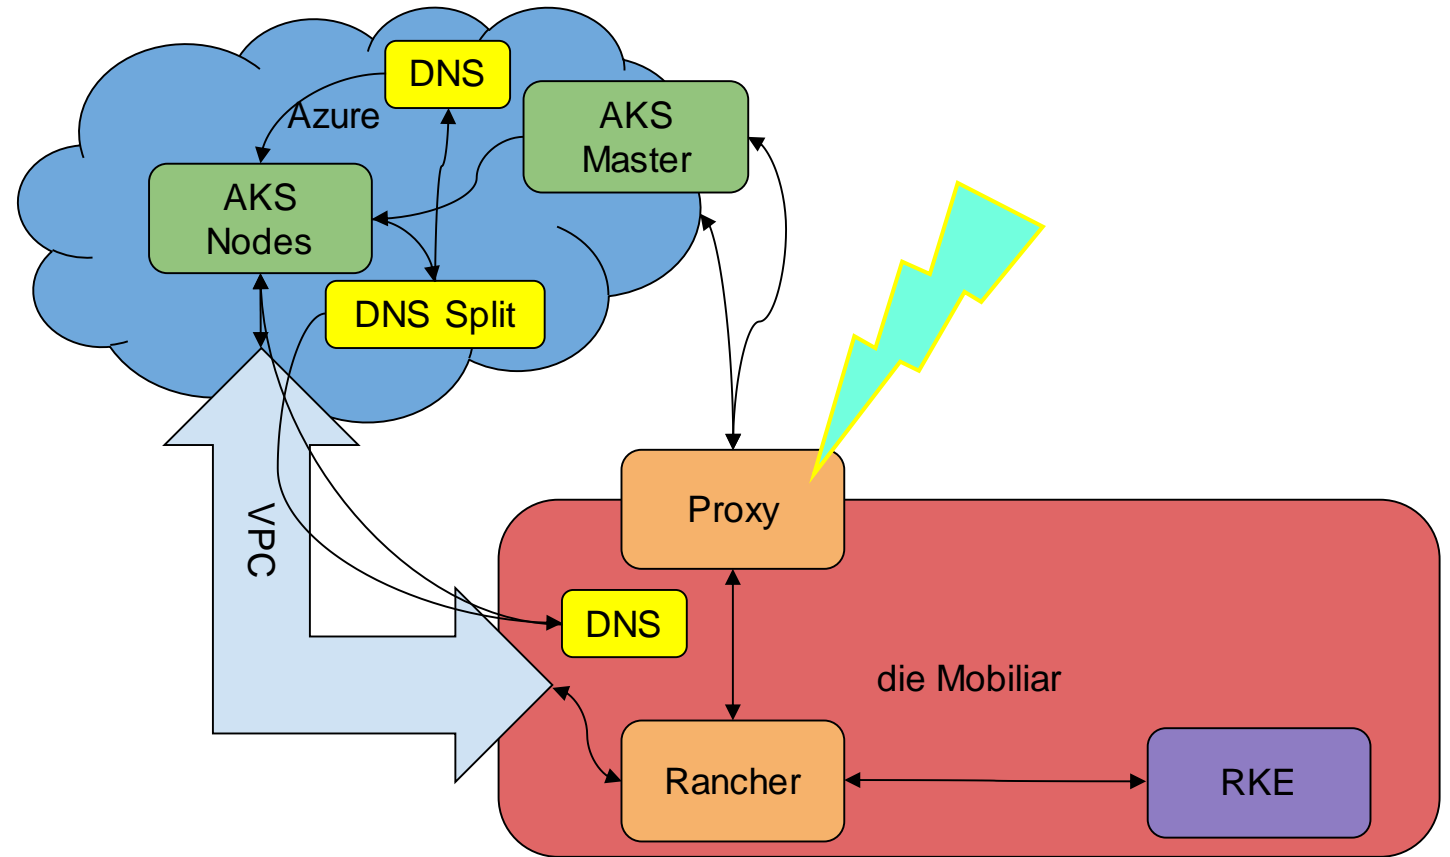 DNS
Azure
AKS
Master
AKS
Nodes
DNS Split
VPC
Proxy
DNS
die Mobiliar
Rancher
RKE